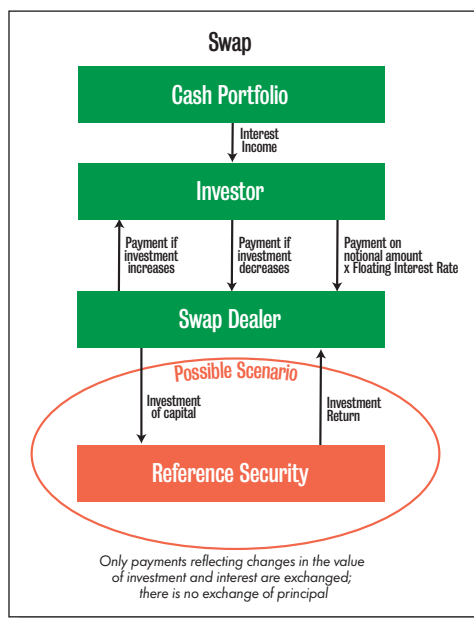 Swap
Cash Portfolio
Interest
Income
Investor
Payment if
investment
increases
Payment if
investment
decreases
Payment on
notional amount
x Floating Interest Rate
Swap Dealer
Possible Scenario
Investment
of capital
Investment
Return
Reference Security
Only payments reflecting changes in the value
of investment and interest are exchanged;
there is no exchange of principal